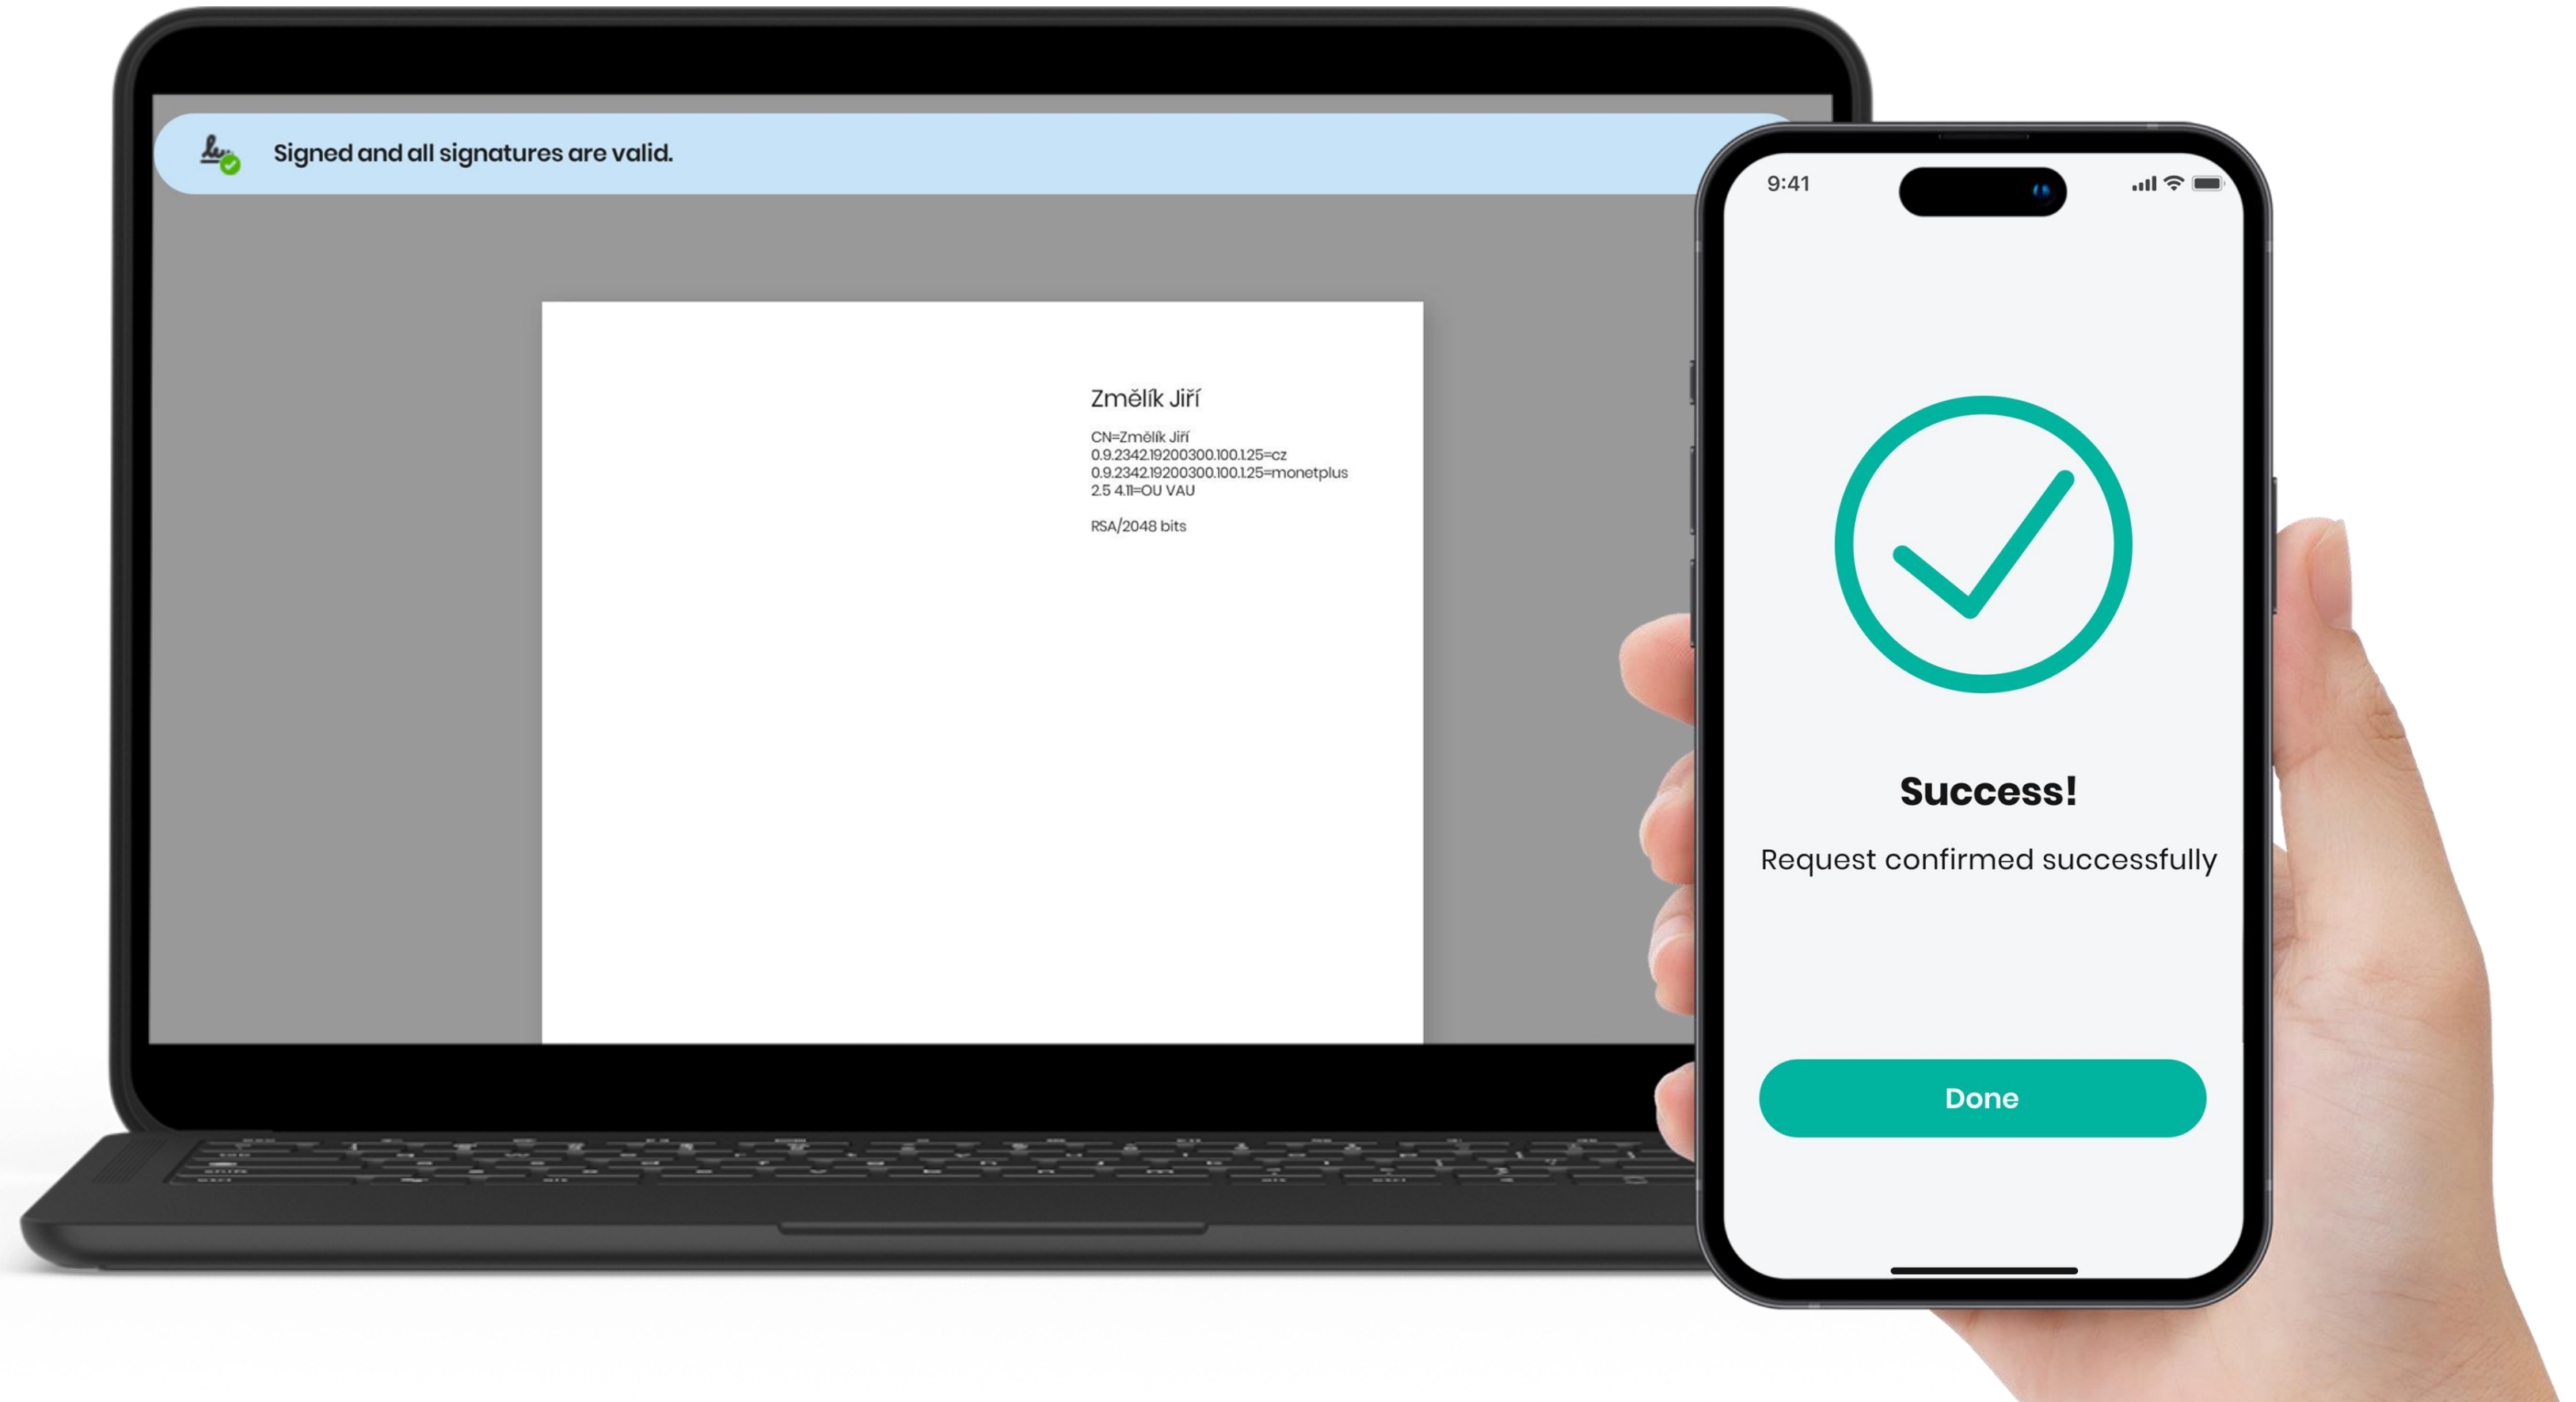 Signed and all signatures are valid.
Změlík Jiří
CN=Změlík Jiří
0.9.2342.19200300.100.1.25=cz
0.9.2342.19200300.100.1.25=monetplus
2.5 4.11=OU VAU
RSA/2048 bits
9:41
Success!
Request confirmed successfully
Done